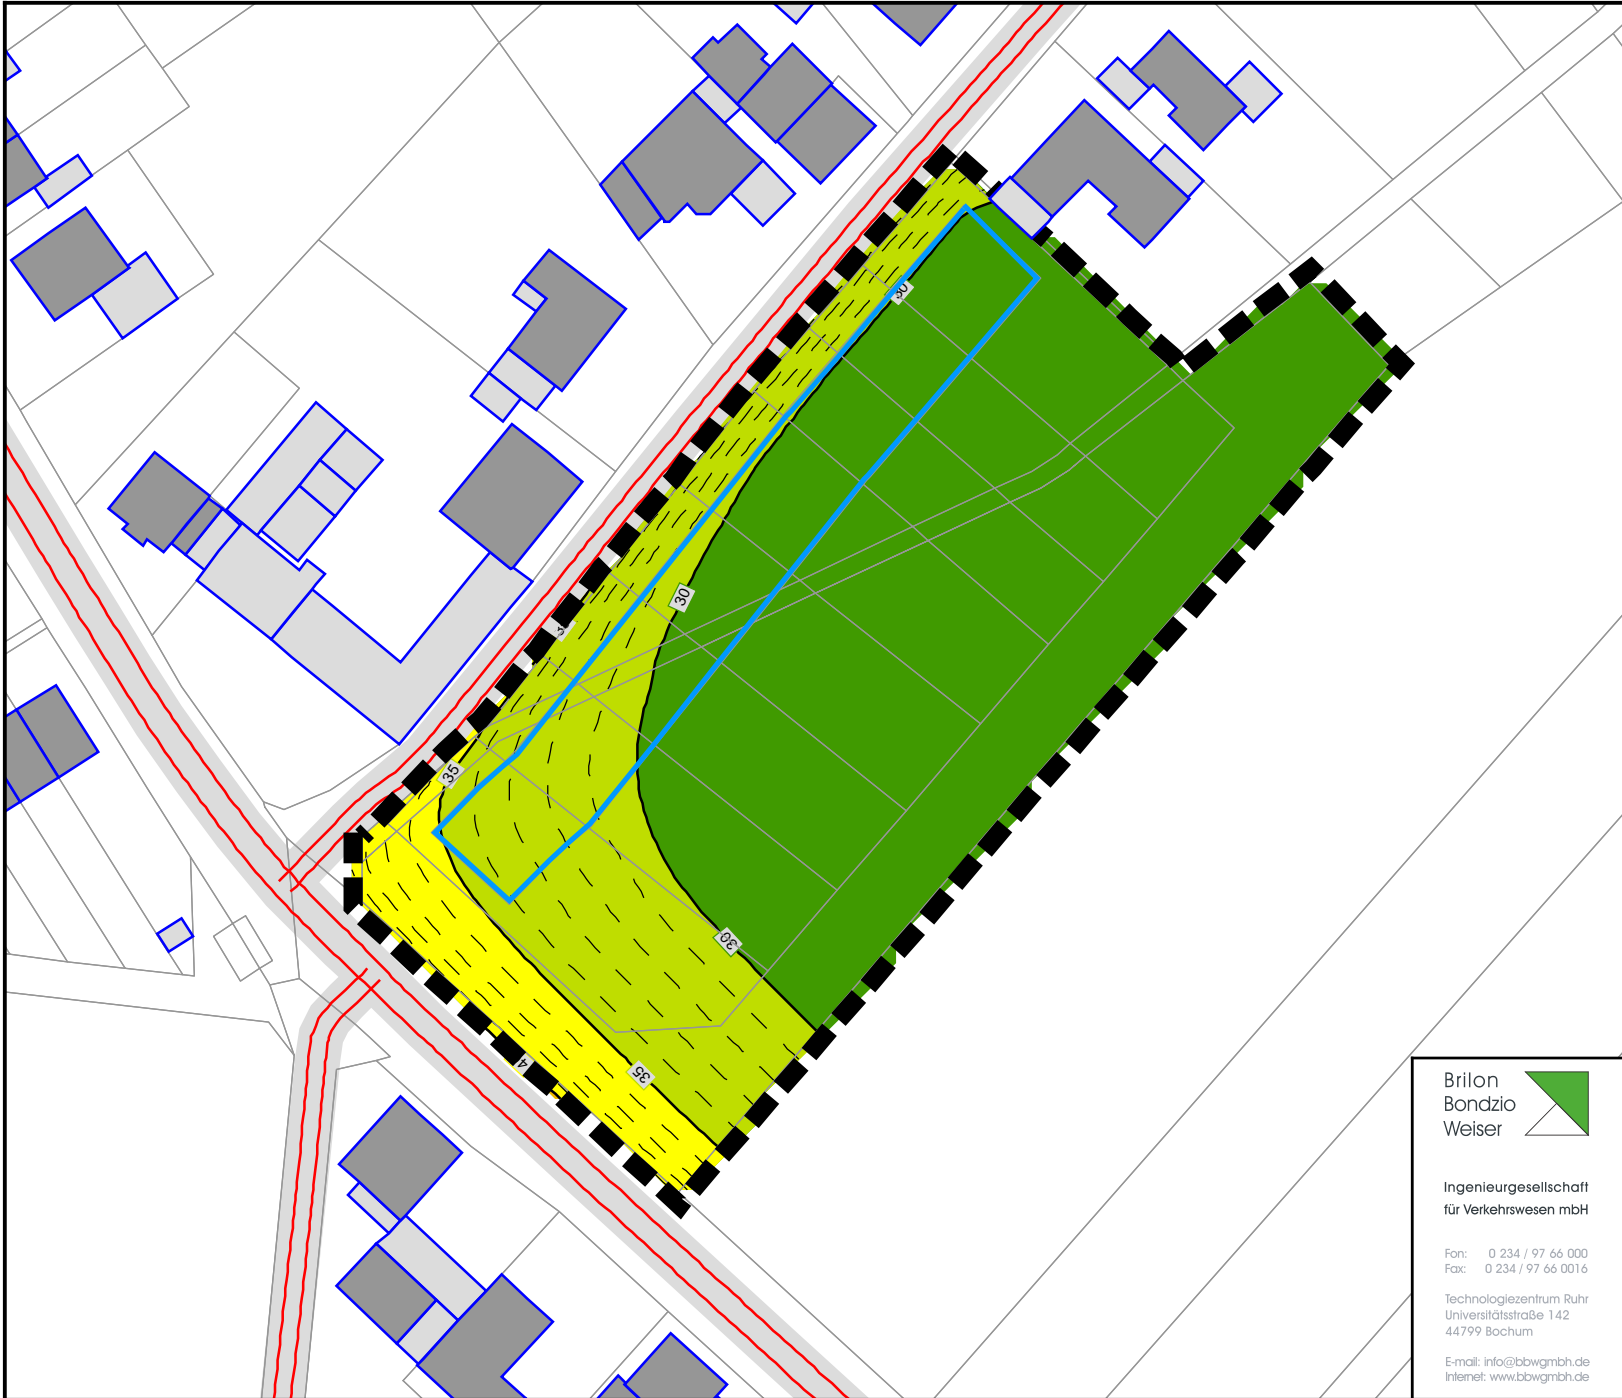 30
30
35
30
35
4
Brilon
Bondzio
Weiser
Ingenieurgesellschaft
für Verkehrswesen mbH
Fon: 0 234 / 97 66 000
Fax: 0 234 / 97 66 0016
Technologiezentrum Ruhr
Universitätsstraße 142
44799 Bochum
E-mail: info@bbwgmbh.de
Internet: www.bbwgmbh.de